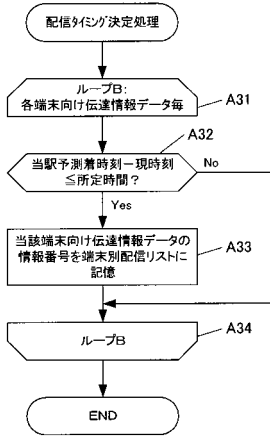 配信タイミング決定処理
ループB:
各端末向け伝達情報データ毎
A31
A32
当駅予測着時刻－現時刻
≦所定時間？
No
Yes
当該端末向け伝達情報データの
情報番号を端末別配信リストに
記憶
A33
ループB
A34
END